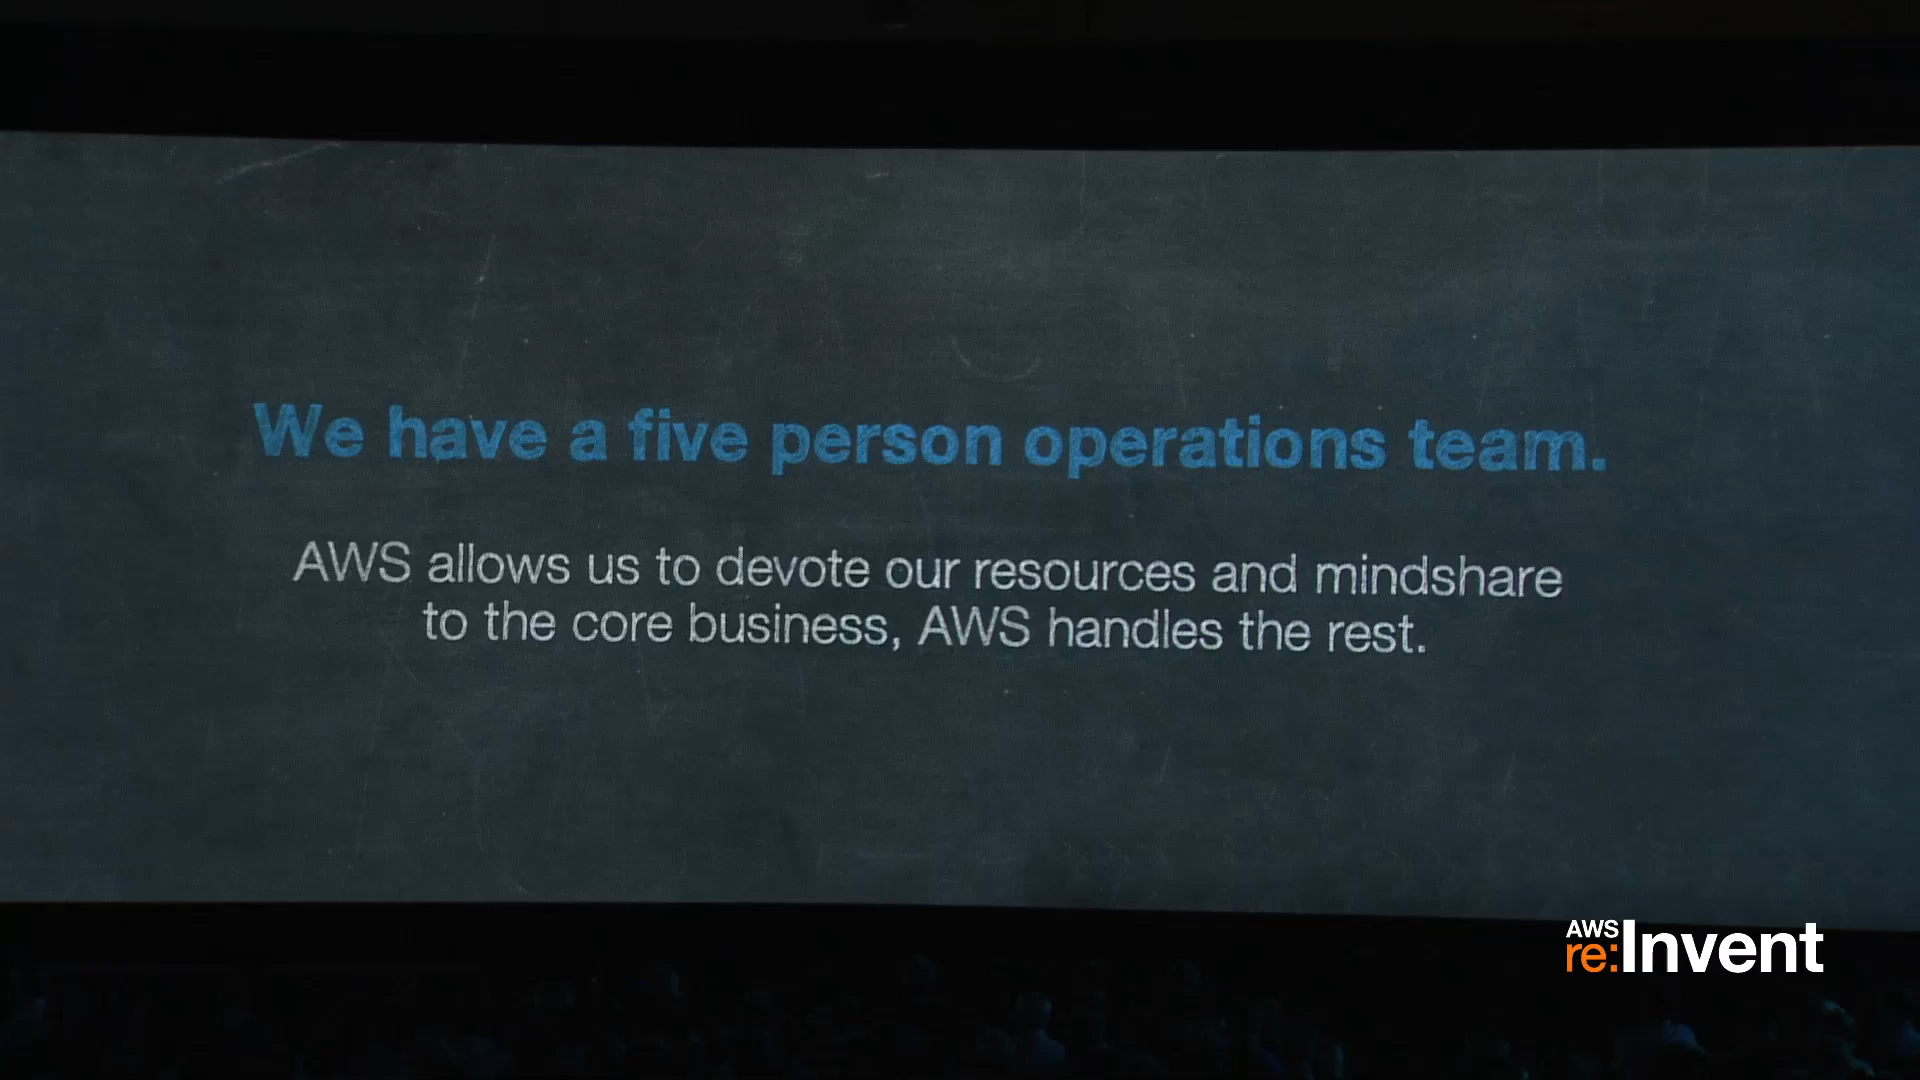 We have a five person operations team.
AWS allows us to devote our resources and mindshare
to the core business, AWS handles the rest.
AWS
re:Invent